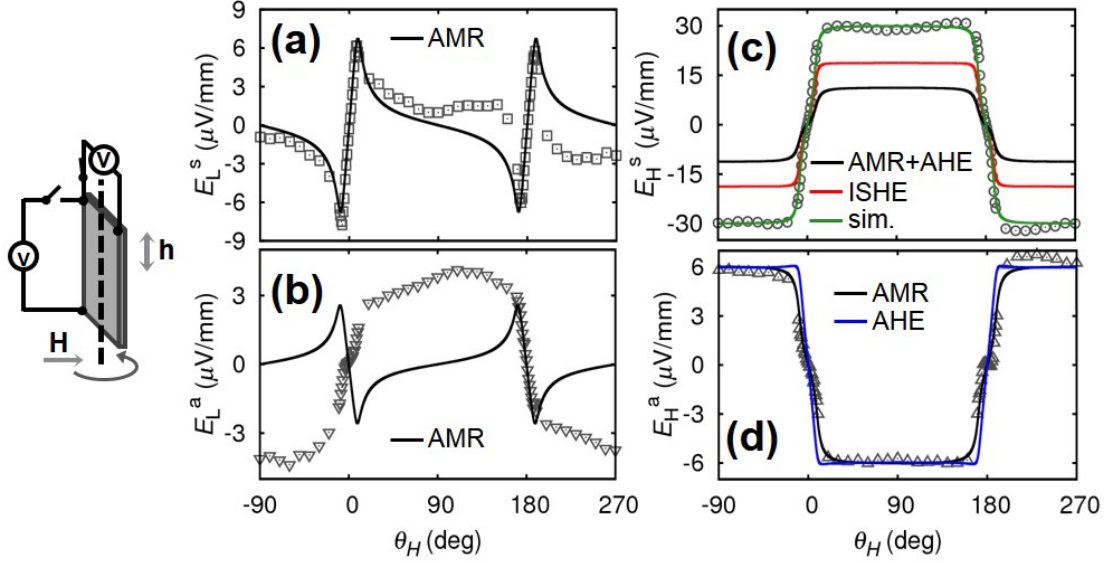 V
V
h
H
(a)
AMR
9
6
3
0
-3
-6
-9
E_L^s (μV/mm)
(b)
AMR
3
0
-3
E_L^a (μV/mm)
-90 0 90 180 270
θ_H (deg)
(c)
AMR+AHE
ISHE
sim.
30
15
0
-15
-30
E_H^s (μV/mm)
AMR
AHE
(d)
6
3
0
-3
-6
E_H^a (μV/mm)
-90 0 90 180 270
θ_H (deg)